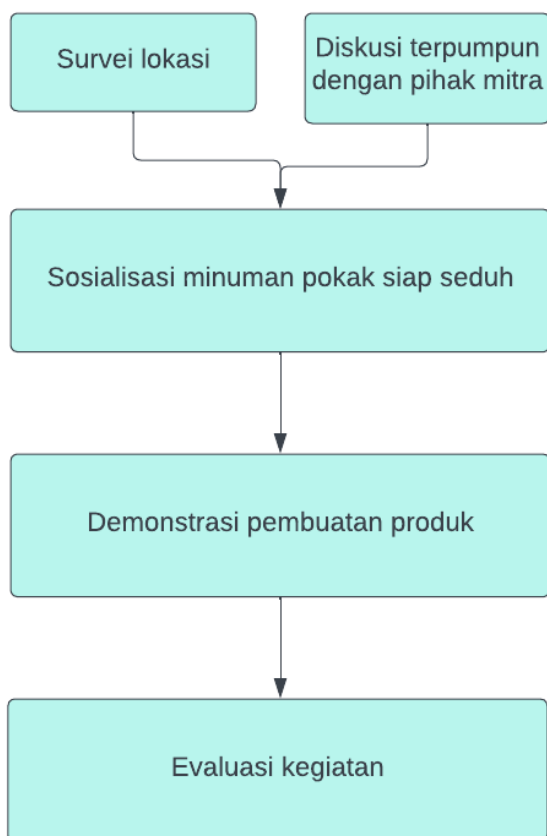 Survei lokasi
Diskusi terpumpun
dengan pihak mitra
Sosialisasi minuman pokak siap seduh
Demonstrasi pembuatan produk
Evaluasi kegiatan